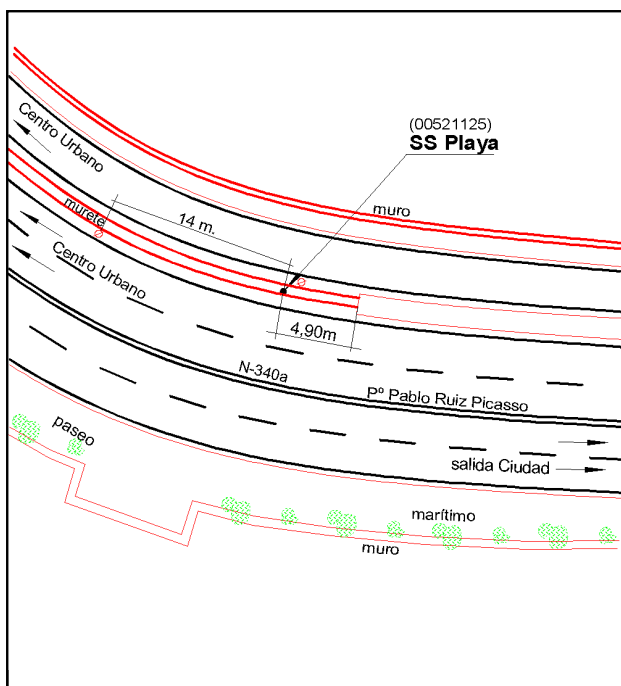 (00521125)
SS Playa
Centro Urbano
muro
murete
14 m.
Centro Urbano
4,90m
N-340a
Pº Pablo Ruiz Picasso
paseo
salida Ciudad
marítimo
muro